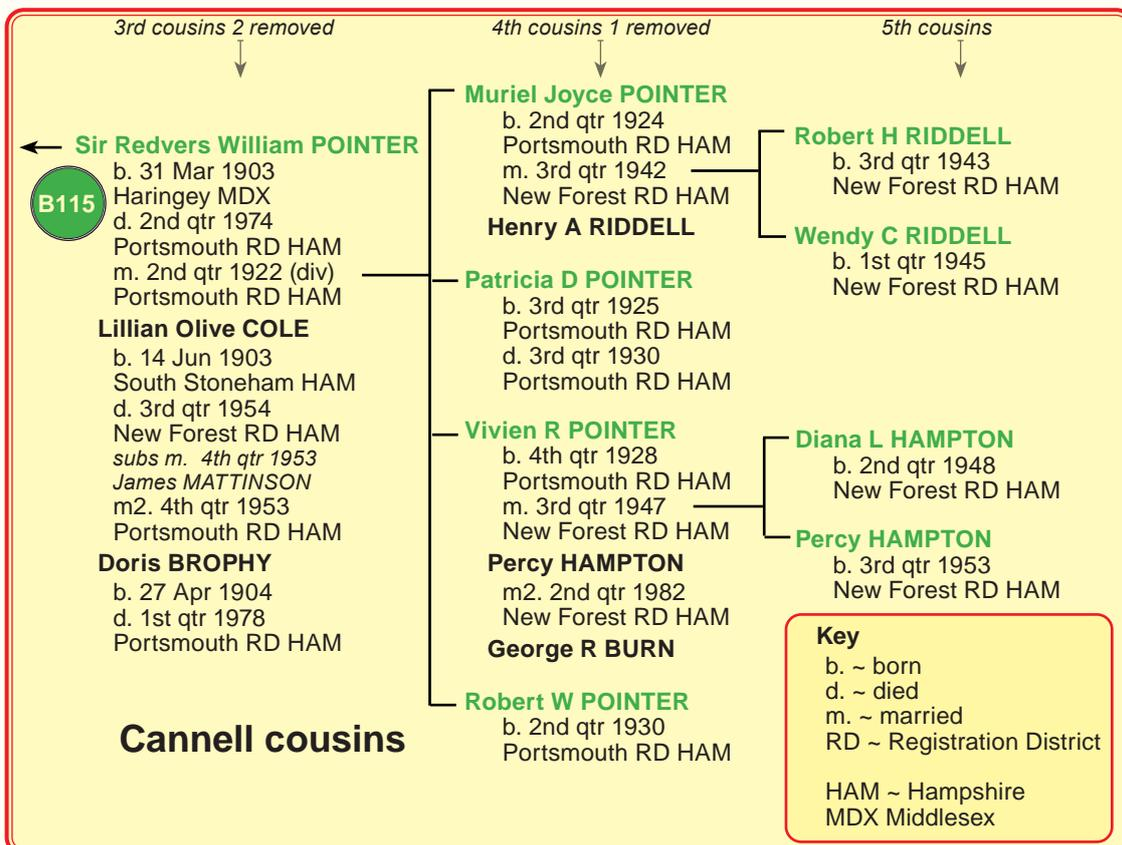 3rd cousins 2 removed
4th cousins 1 removed
5th cousins
Sir Redvers William POINTER
b. 31 Mar 1903
Haringey MDX
d. 2nd qtr 1974
Portsmouth RD HAM
m. 2nd qtr 1922 (div)
Portsmouth RD HAM
B115
Lillian Olive COLE
b. 14 Jun 1903
South Stoneham HAM
d. 3rd qtr 1954
New Forest RD HAM
subs m. 4th qtr 1953
James MATTINSON
m2. 4th qtr 1953
Portsmouth RD HAM
Doris BROPHY
b. 27 Apr 1904
d. 1st qtr 1978
Portsmouth RD HAM
Muriel Joyce POINTER
b. 2nd qtr 1924
Portsmouth RD HAM
m. 3rd qtr 1942
New Forest RD HAM
Henry A RIDDELL
Patricia D POINTER
b. 3rd qtr 1925
Portsmouth RD HAM
d. 3rd qtr 1930
Portsmouth RD HAM
Vivien R POINTER
b. 4th qtr 1928
Portsmouth RD HAM
m. 3rd qtr 1947
New Forest RD HAM
Percy HAMPTON
m2. 2nd qtr 1982
New Forest RD HAM
George R BURN
Robert W POINTER
b. 2nd qtr 1930
Portsmouth RD HAM
Robert H RIDDELL
b. 3rd qtr 1943
New Forest RD HAM
Wendy C RIDDELL
b. 1st qtr 1945
New Forest RD HAM
Diana L HAMPTON
b. 2nd qtr 1948
New Forest RD HAM
Percy HAMPTON
b. 3rd qtr 1953
New Forest RD HAM
Cannell cousins
Key
b. ~ born
d. ~ died
m. ~ married
RD ~ Registration District
HAM ~ Hampshire
MDX Middlesex